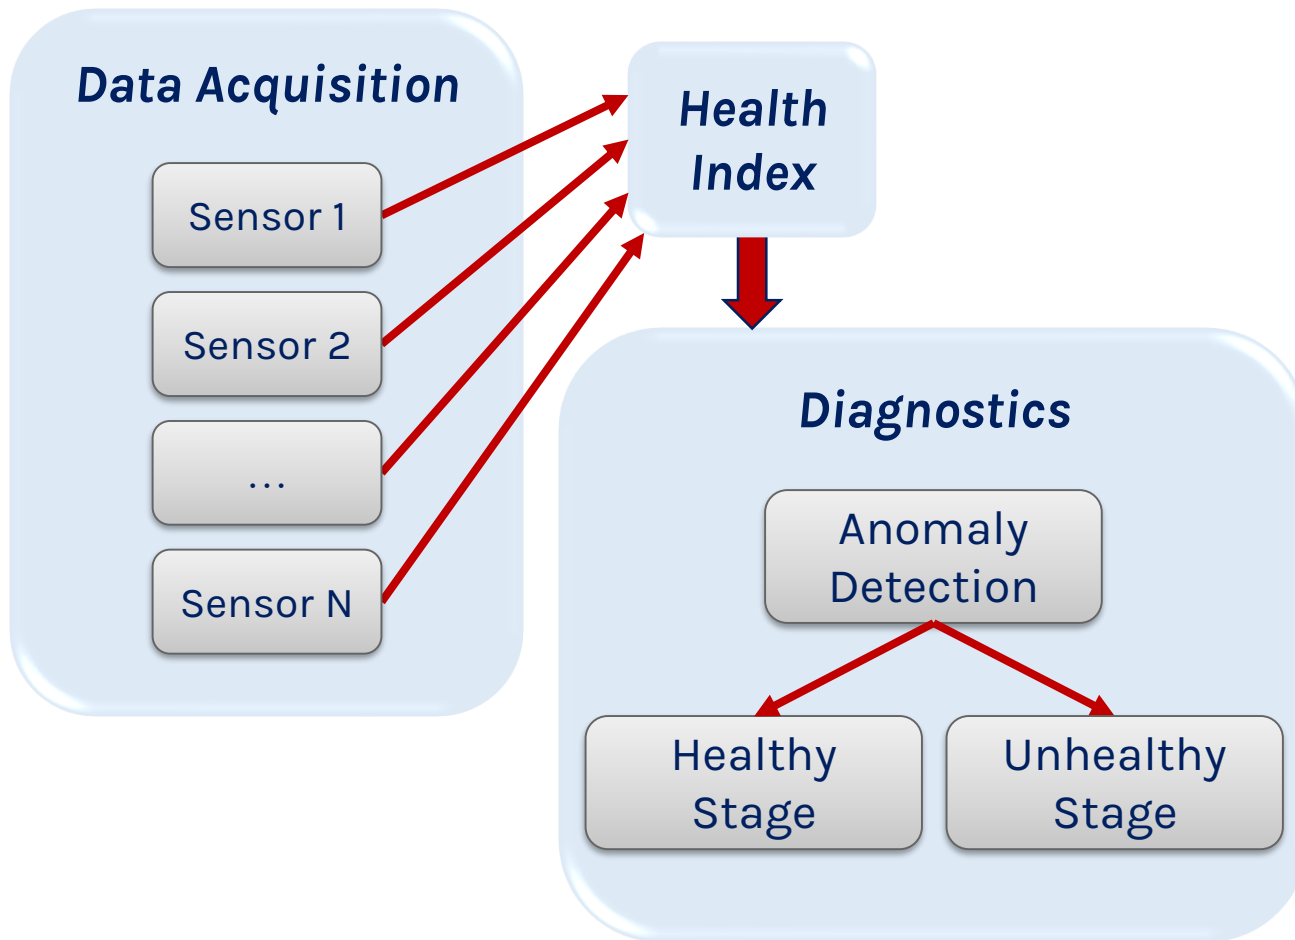 Data Acquisition
Sensor 1
Sensor 2
...
Sensor N
Health
Index
Diagnostics
Anomaly
Detection
Healthy
Stage
Unhealthy
Stage